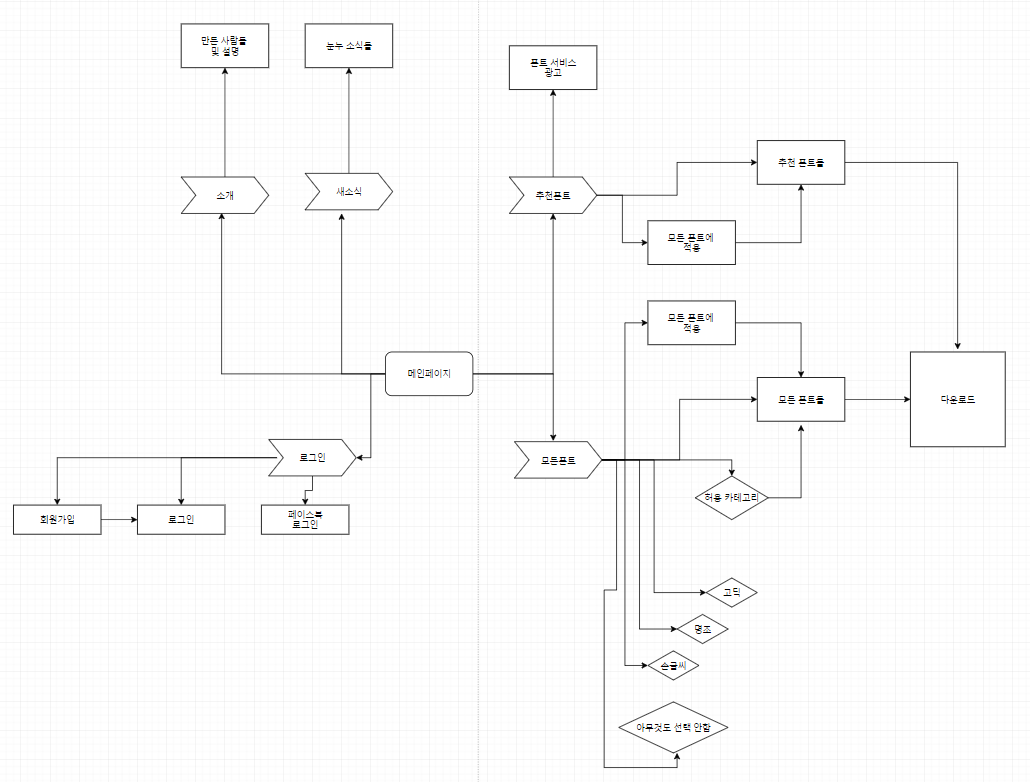 만든 사람들
및 설명
눈누 소식들
폰트 서비스
광고
추천 폰트들
소개
새소식
추천폰트
모든 폰트에
적용
모든 폰트에
적용
메인페이지
모든 폰트들
다운로드
로그인
모든폰트
허용 카테고리
회원가입
로그인
페이스북
로그인
고딕
명조
손글씨
아무것도 선택 안함